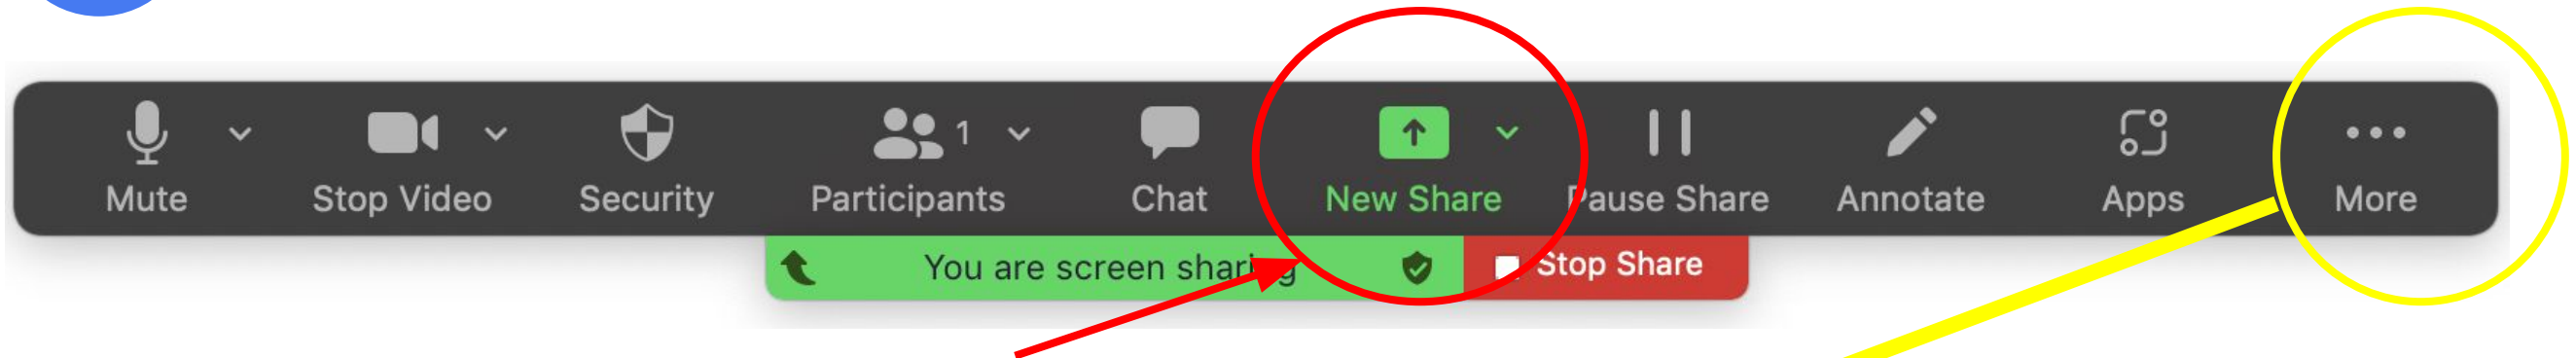 1
Mute Stop Video Security Participants Chat New Share Pause Share Annotate Apps More
You are screen sharing Stop Share